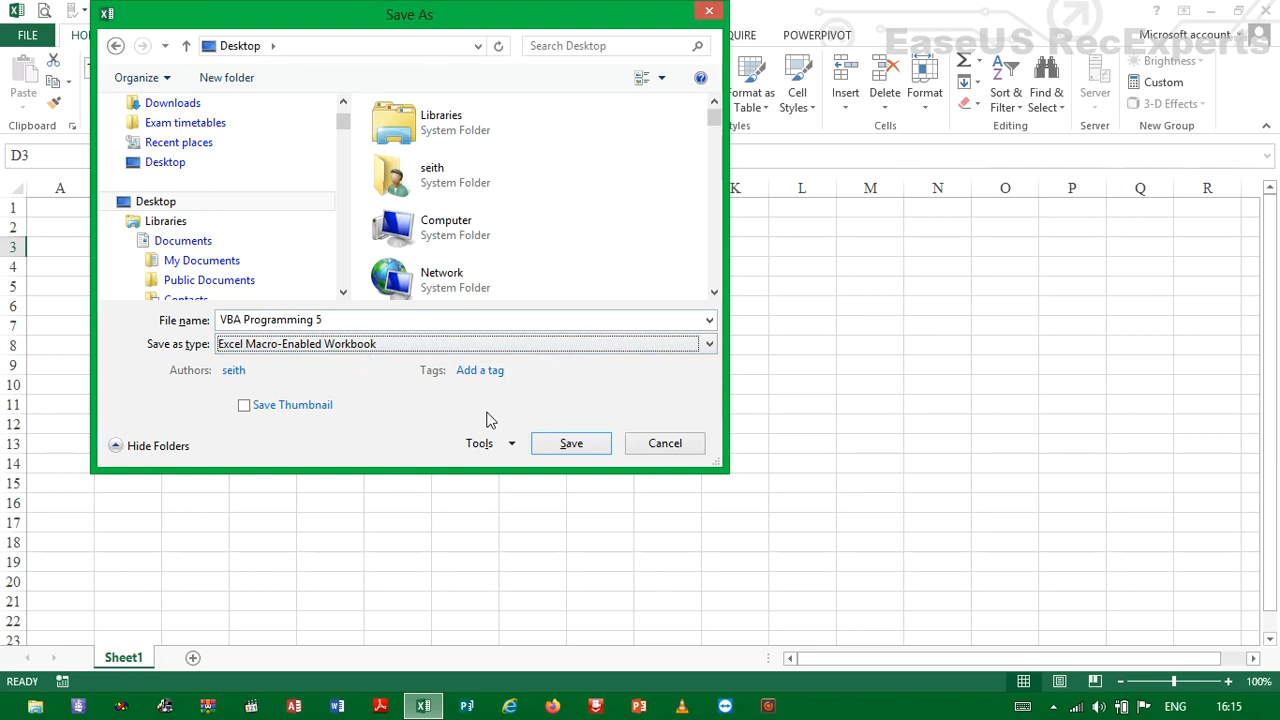 Save As
FILE
HO
QUIRE
POWERPIVOT
Microsoft account
EaseUS RecExperts
Desktop
Search Desktop
Organize
New folder
Paste
Clipboard
Format as
Table
Cell
Styles
Insert
Delete
Format
Sort &
Filter
Find &
Select
Server
Brightness
Custom
3-D Effects
tyles
Cells
Editing
Server
New Group
Downloads
Exam timetables
Recent places
Desktop
Desktop
Libraries
Documents
My Documents
Public Documents
Contacts
Libraries
System Folder
seith
System Folder
Computer
System Folder
Network
System Folder
D3
A K L M N O P Q R
1
2
3
4
5
6
7
8
9
10
11
12
13
14
15
16
17
18
19
20
21
22
23
File name: VBA Programming 5
Save as type: Excel Macro-Enabled Workbook
Authors: seith
Tags: Add a tag
Save Thumbnail
Hide Folders
Tools
Save
Cancel
Sheet1
READY
100%
ENG
16:15